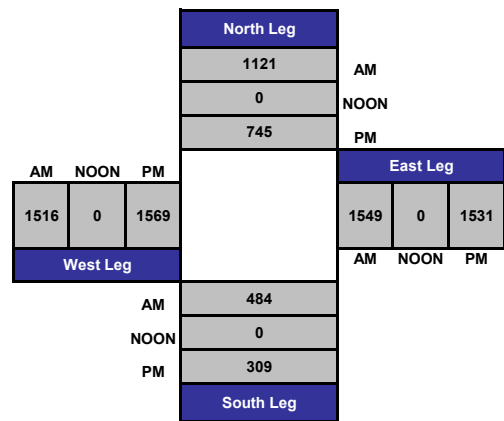 North Leg
1121 AM
0 NOON
745 PM
AM NOON PM
East Leg
1516 0 1569
1549 0 1531
West Leg
AM NOON PM
AM 484
NOON 0
PM 309
South Leg